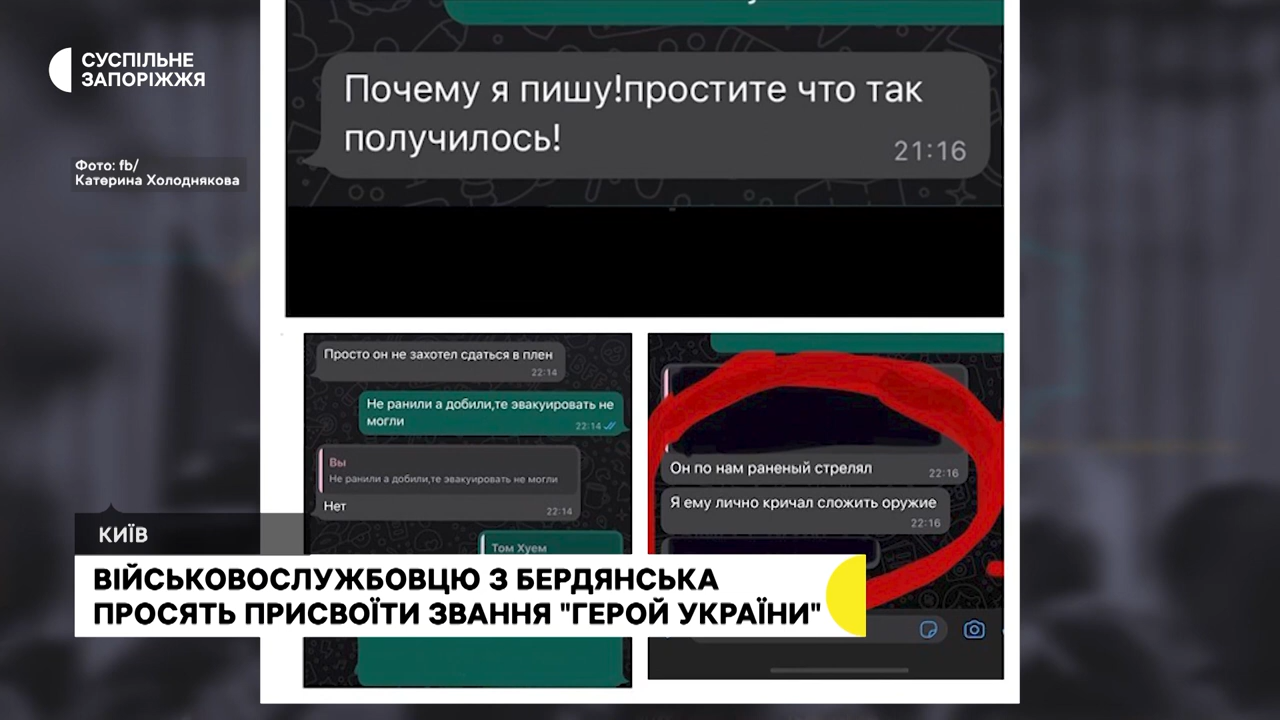 СУСПІЛЬНЕ
ЗАПОРІЖЖЯ
Фото: fb/
Катерина Холоднякова
Почему я пишу!простите что так
получилось!
21:16
Просто он не захотел сдаться в плен
22:14
Не ранили а добили,те эвакуировать не
могли
22:14
Вы
Не ранили а добили,те эвакуировать не могли
Нет
22:14
Том Хуем
Он по нам раненый стрелял
22:16
Я ему лично кричал сложить оружие
22:16
КИЇВ
ВІЙСЬКОВОСЛУЖБОВЦЮ З БЕРДЯНСЬКА
ПРОСЯТЬ ПРИСВОЇТИ ЗВАННЯ "ГЕРОЙ УКРАЇНИ"